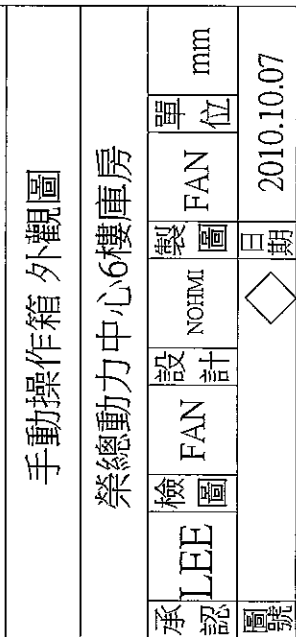 手動操作箱 外觀圖
榮總動力中心6樓庫房
承認 LEE 檢圖 FAN 設計 NOHMI 製圖 FAN 單位 mm
圖號 日期 2010.10.07